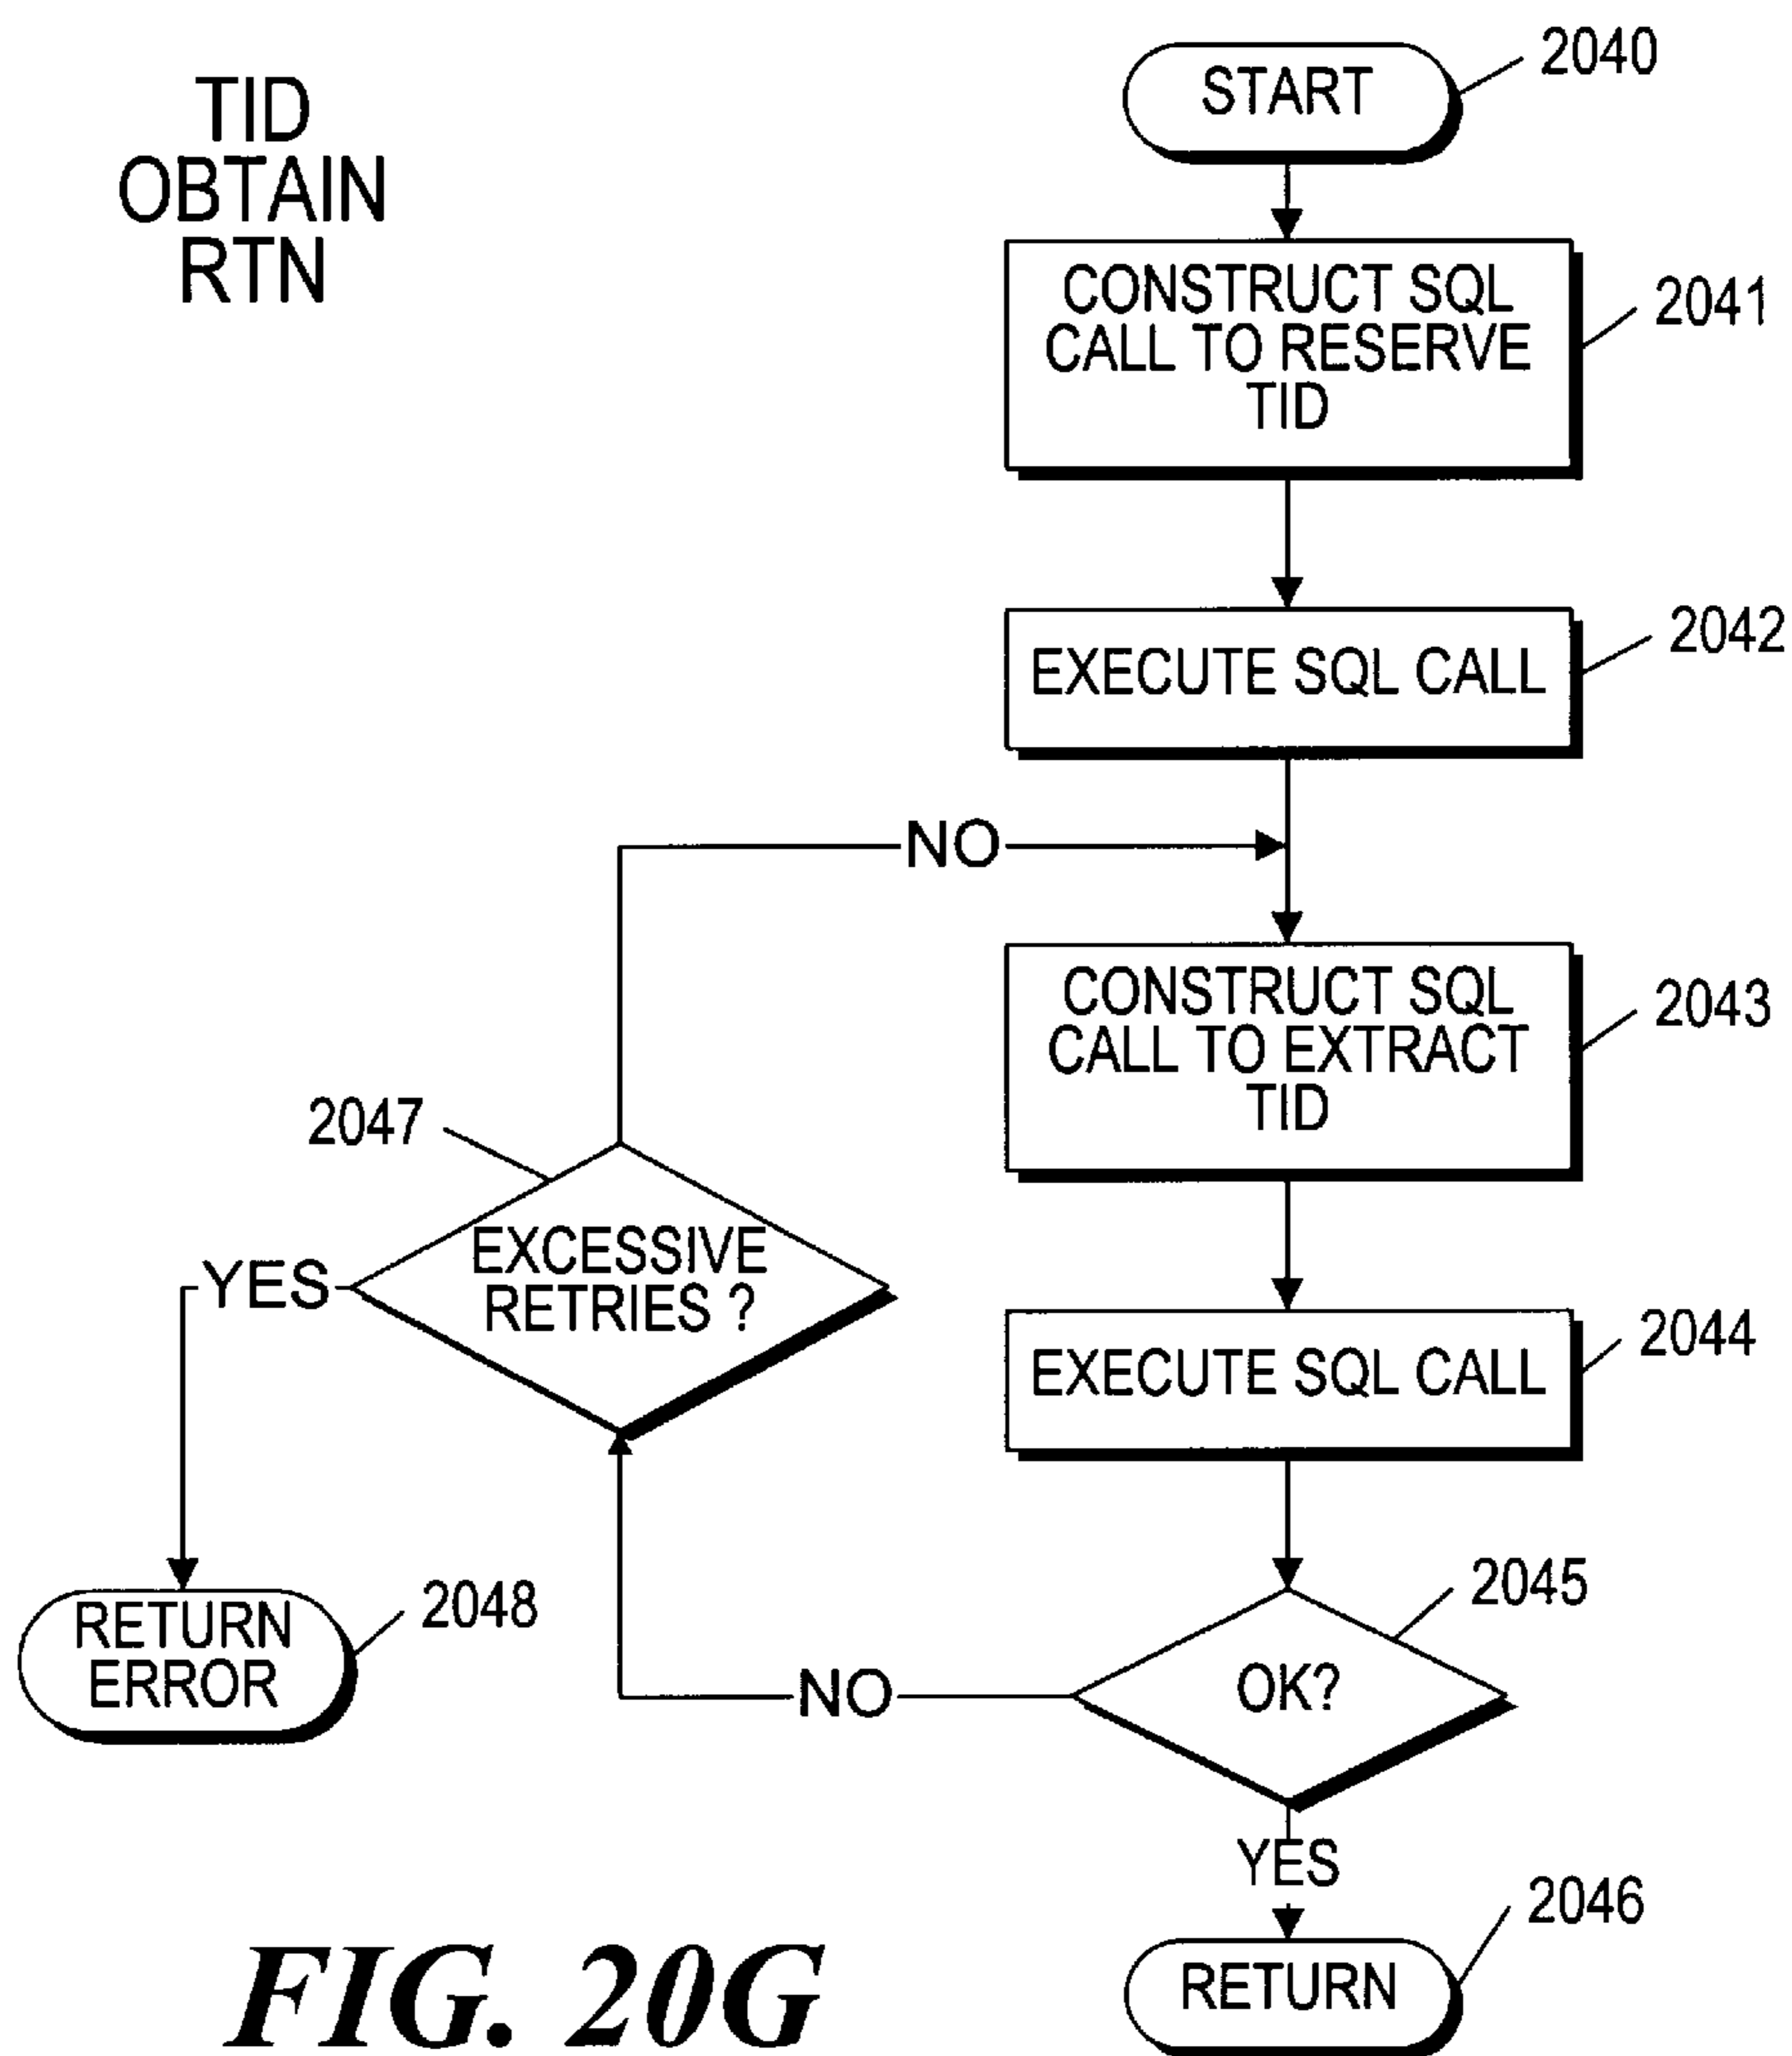 TID
OBTAIN
RTN
START
2040
CONSTRUCT SQL
CALL TO RESERVE
TID
2041
EXECUTE SQL CALL
2042
NO
CONSTRUCT SQL
CALL TO EXTRACT
TID
2043
2047
EXCESSIVE
RETRIES ?
YES
EXECUTE SQL CALL
2044
RETURN
ERROR
2048
NO
OK?
2045
YES
RETURN
2046
FIG. 20G